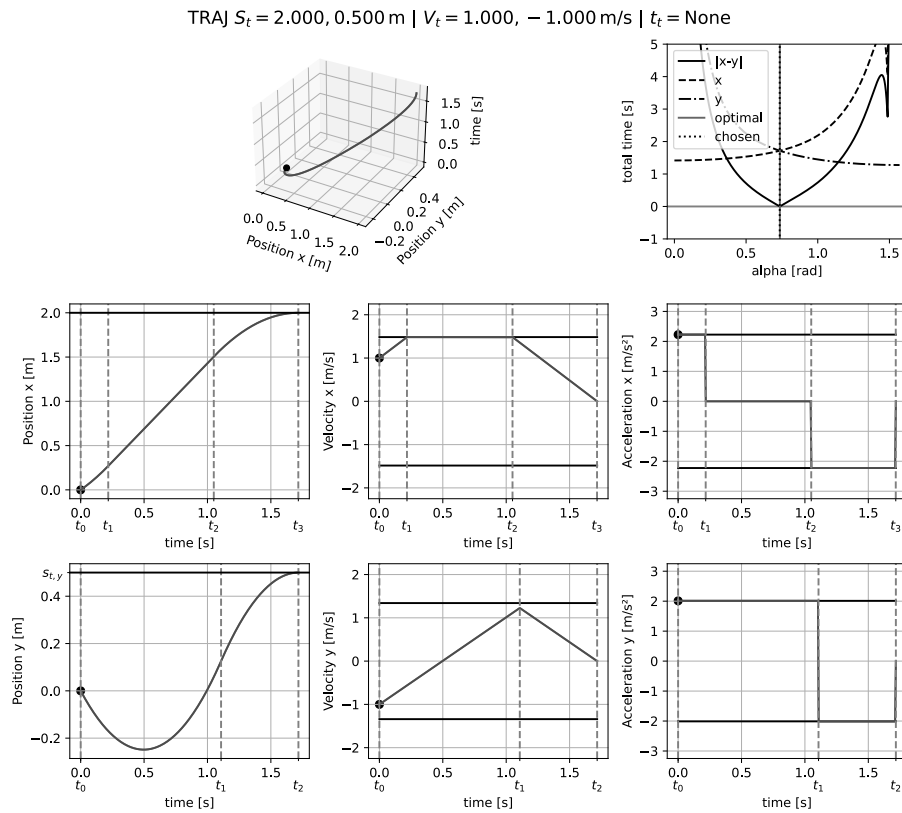 TRAJ S_t = 2.000, 0.500 m | V_t = 1.000, − 1.000 m/s | t_t = None
1.5
1.0
0.5
0.0
time [s]
0.0
0.5
1.0
1.5
2.0
Position x [m]
−0.2
0.0
0.2
0.4
Position y [m]
5
4
3
2
1
0
−1
total time [s]
|x-y|
x
y
optimal
chosen
0.0 0.5 1.0 1.5
alpha [rad]
2.0
1.5
1.0
0.5
0.0
Position x [m]
0.0 0.5 1.0 1.5
t_0 t_1 t_2 t_3
time [s]
2
1
0
−1
−2
Velocity x [m/s]
0.0 0.5 1.0 1.5
t_0 t_1 t_2 t_3
time [s]
3
2
1
0
−1
−2
−3
Acceleration x [m/s²]
0.0 0.5 1.0 1.5
t_0 t_1 t_2 t_3
time [s]
S_{t,y}
0.4
0.2
0.0
−0.2
Position y [m]
0.0 0.5 1.0 1.5
t_0 t_1 t_2
time [s]
2
1
0
−1
−2
Velocity y [m/s]
0.0 0.5 1.0 1.5
t_0 t_1 t_2
time [s]
3
2
1
0
−1
−2
−3
Acceleration y [m/s²]
0.0 0.5 1.0 1.5
t_0 t_1 t_2
time [s]